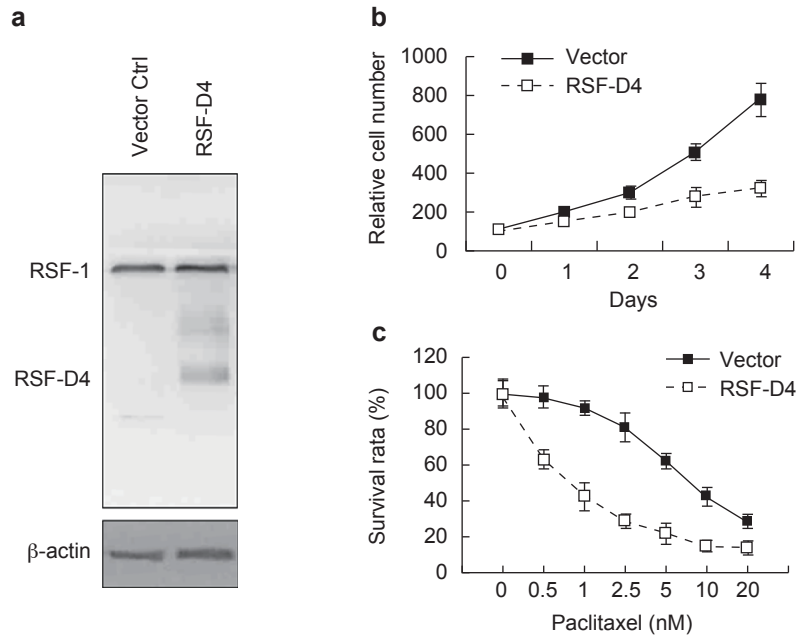 a
Vector Ctrl
RSF-D4
RSF-1
RSF-D4
β-actin
b
Vector
RSF-D4
Relative cell number
1000
800
600
400
200
0
0 1 2 3 4
Days
c
Vector
RSF-D4
Survival rata (%)
120
100
80
60
40
20
0
0 0.5 1 2.5 5 10 20
Paclitaxel (nM)